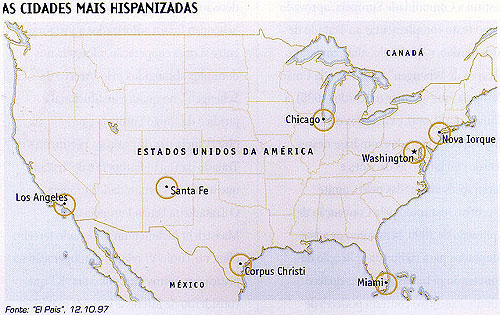 AS CIDADES MAIS HISPANIZADAS
CANADÁ
Chicago
Nova Iorque
ESTADOS UNIDOS DA AMÉRICA
Washington
Santa Fe
Los Angeles
Corpus Christi
Miami
MÉXICO
Fonte: "El Pais", 12.10.97